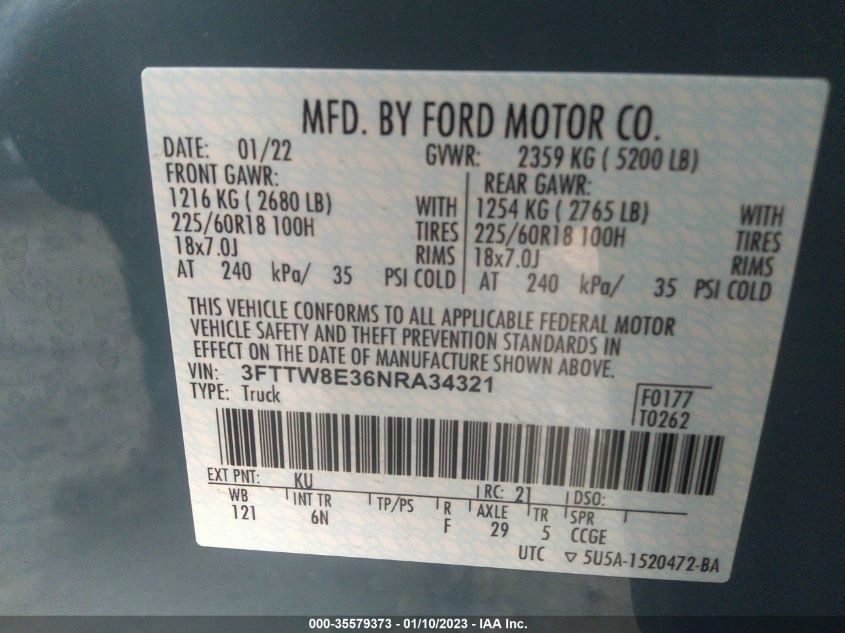 MFD. BY FORD MOTOR CO.
DATE: 01/22 GVWR: 2359 KG ( 5200 LB)
FRONT GAWR: REAR GAWR:
1216 KG ( 2680 LB) WITH 1254 KG ( 2765 LB) WITH
225/60R18 100H TIRES 225/60R18 100H TIRES
18x7.0J RIMS 18x7.0J RIMS
AT 240 kPa/ 35 PSI COLD AT 240 kPa/ 35 PSI COLD
THIS VEHICLE CONFORMS TO ALL APPLICABLE FEDERAL MOTOR
VEHICLE SAFETY AND THEFT PREVENTION STANDARDS IN
EFFECT ON THE DATE OF MANUFACTURE SHOWN ABOVE.
VIN: 3FTTW8E36NRA34321
TYPE: Truck F0177
T0262
EXT PNT: KU RC: 21 DSO:
WB INT TR TP/PS R AXLE TR SPR
121 6N F 29 5 CCGE
UTC ▽ 5U5A-1520472-BA
000-35579373 — 01/10/2023 — IAA Inc.